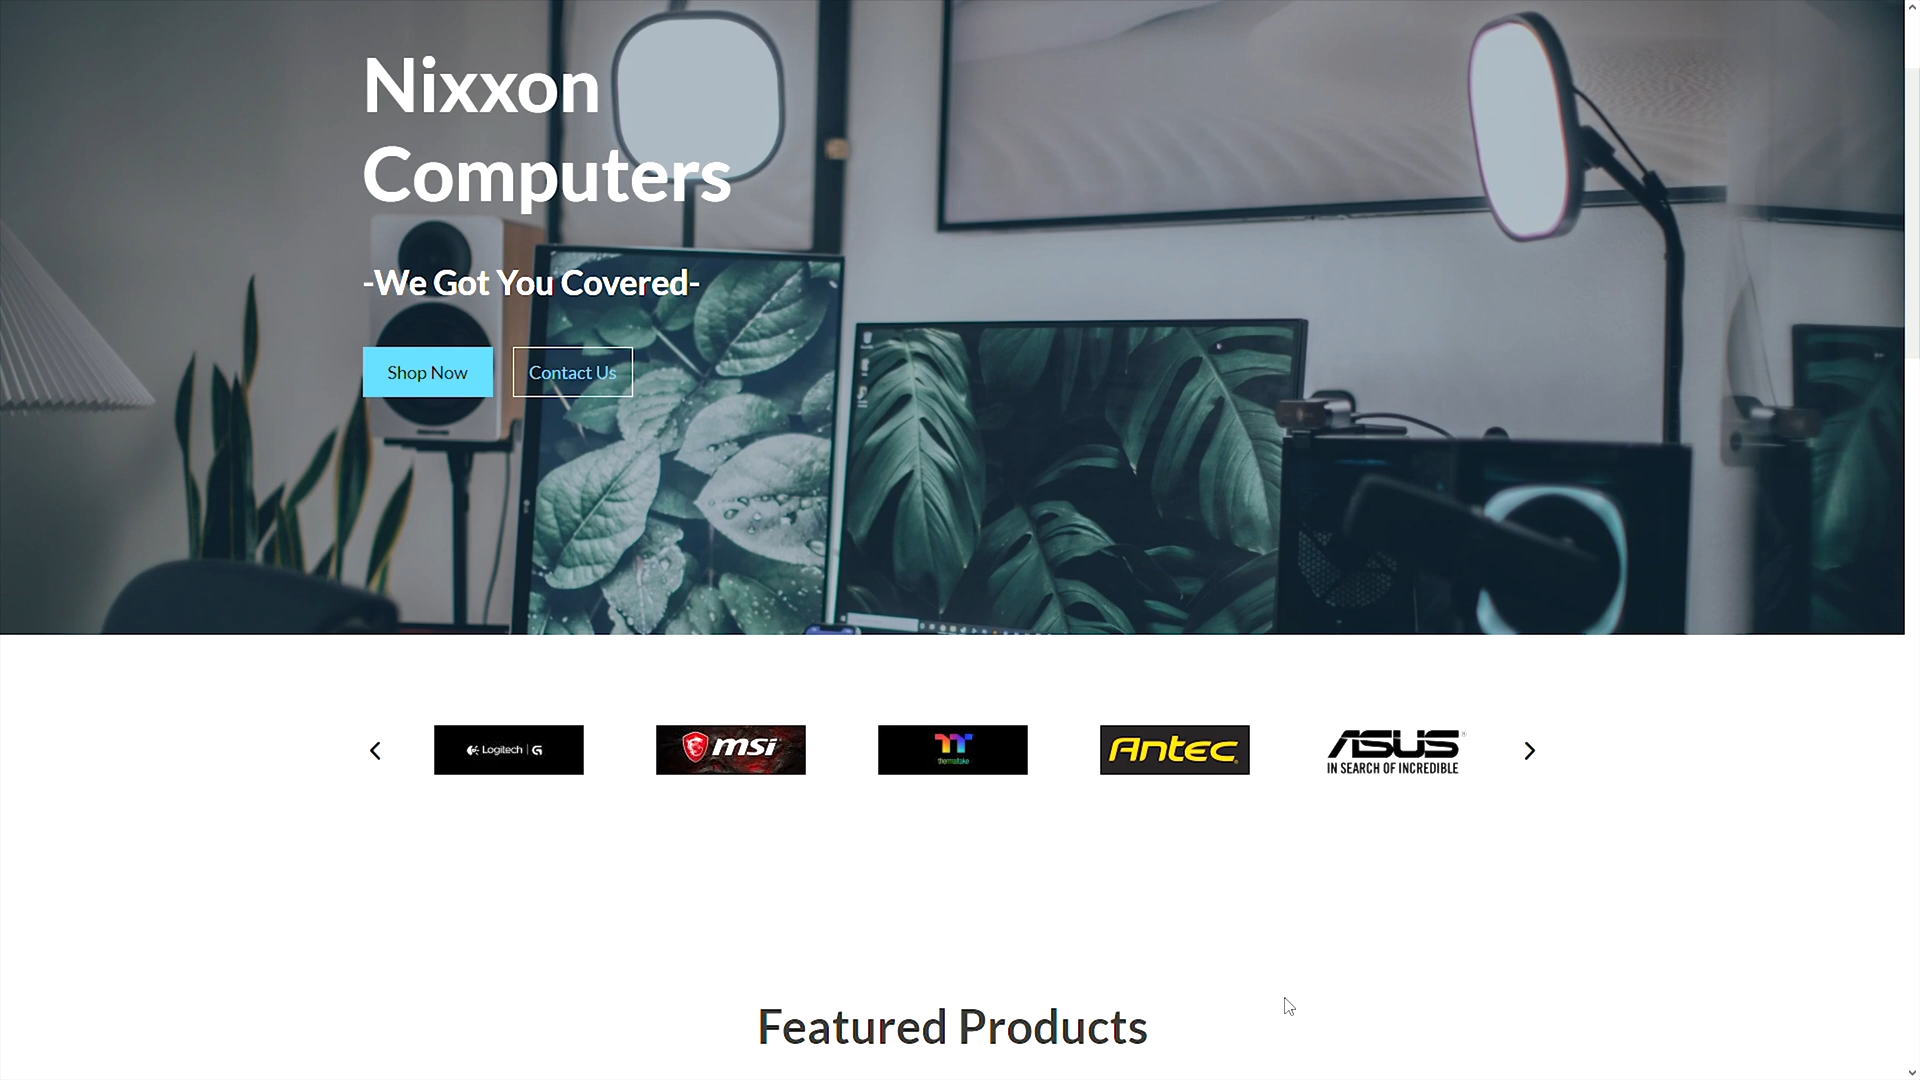 Nixxon
Computers
-We Got You Covered-
Shop Now
Contact Us
Logitech | G
msi
thermaltake
Antec
ASUS
IN SEARCH OF INCREDIBLE
Featured Products